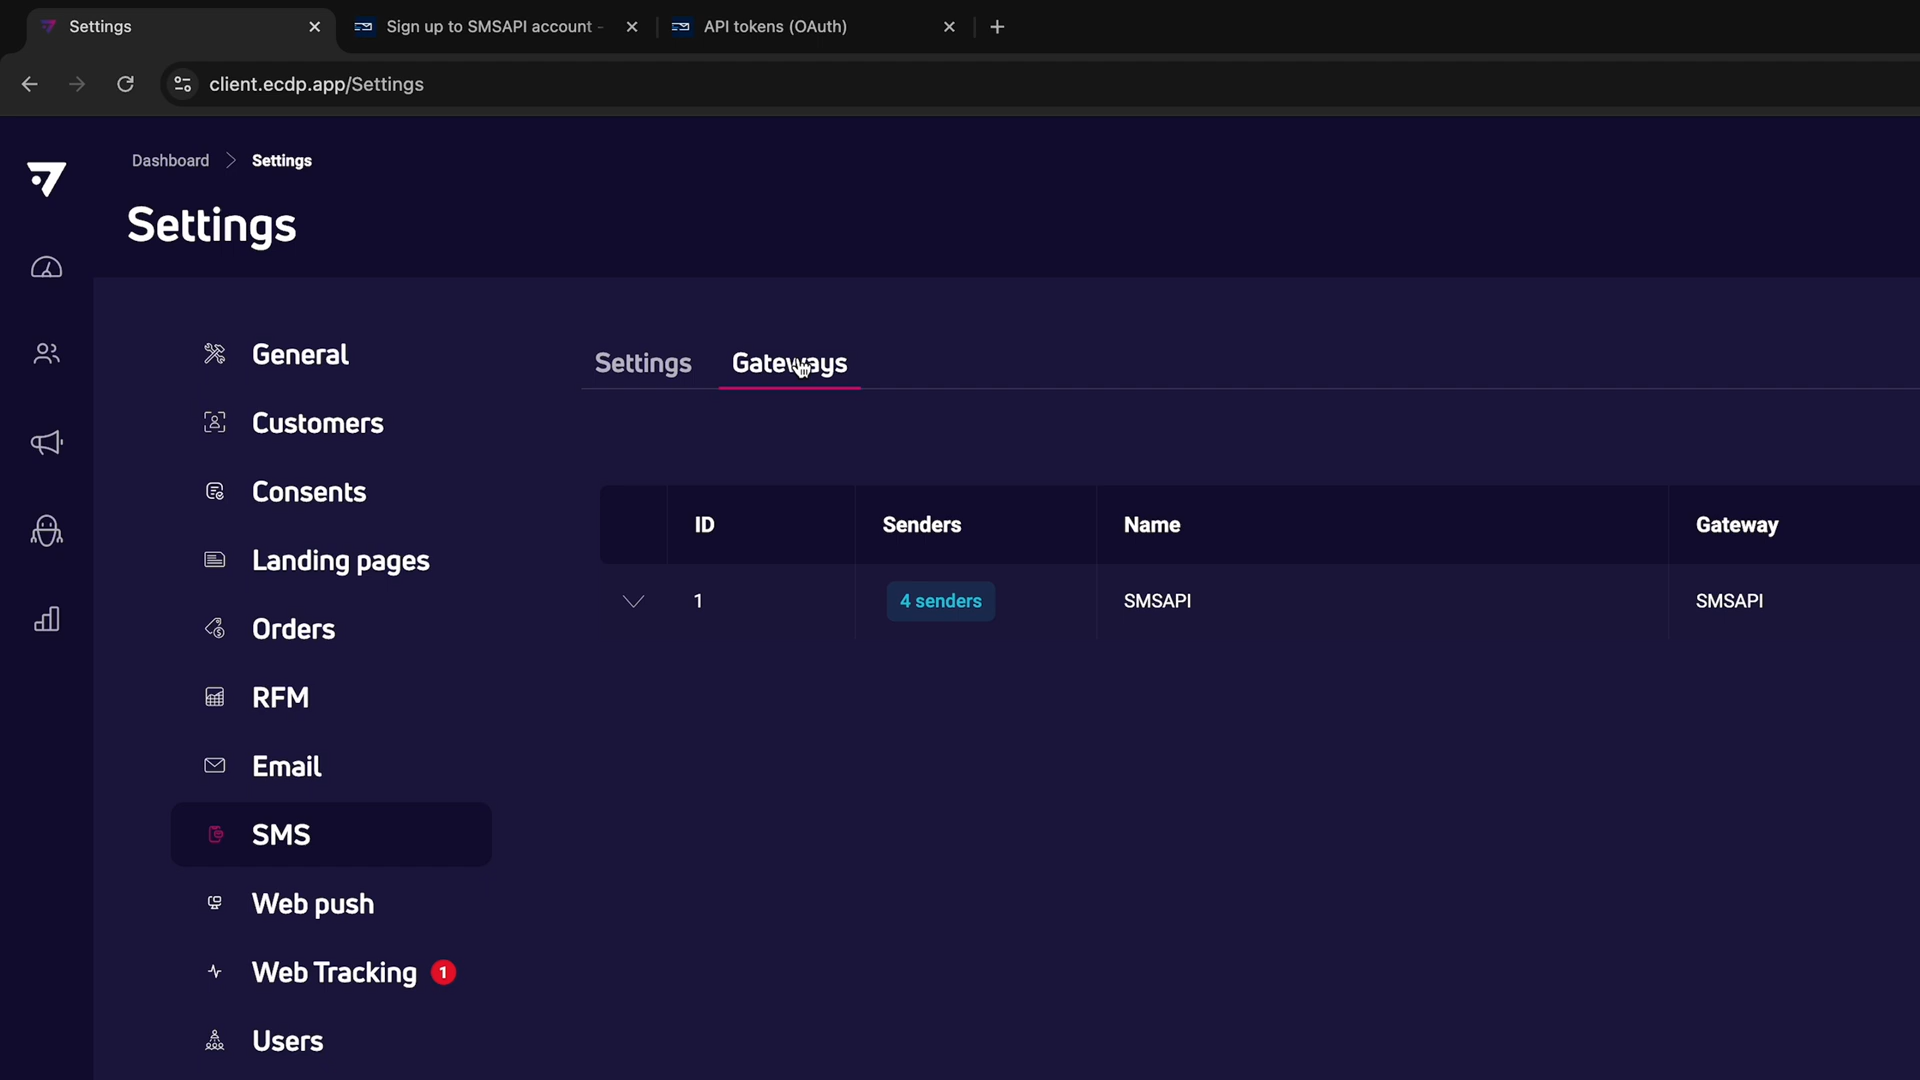 Settings
Sign up to SMSAPI account -
API tokens (OAuth)
client.ecdp.app/Settings
Dashboard
Settings
Settings
General
Customers
Consents
Landing pages
Orders
RFM
Email
SMS
Web push
Web Tracking 1
Users
Settings
Gateways
ID
Senders
Name
Gateway
1
4 senders
SMSAPI
SMSAPI